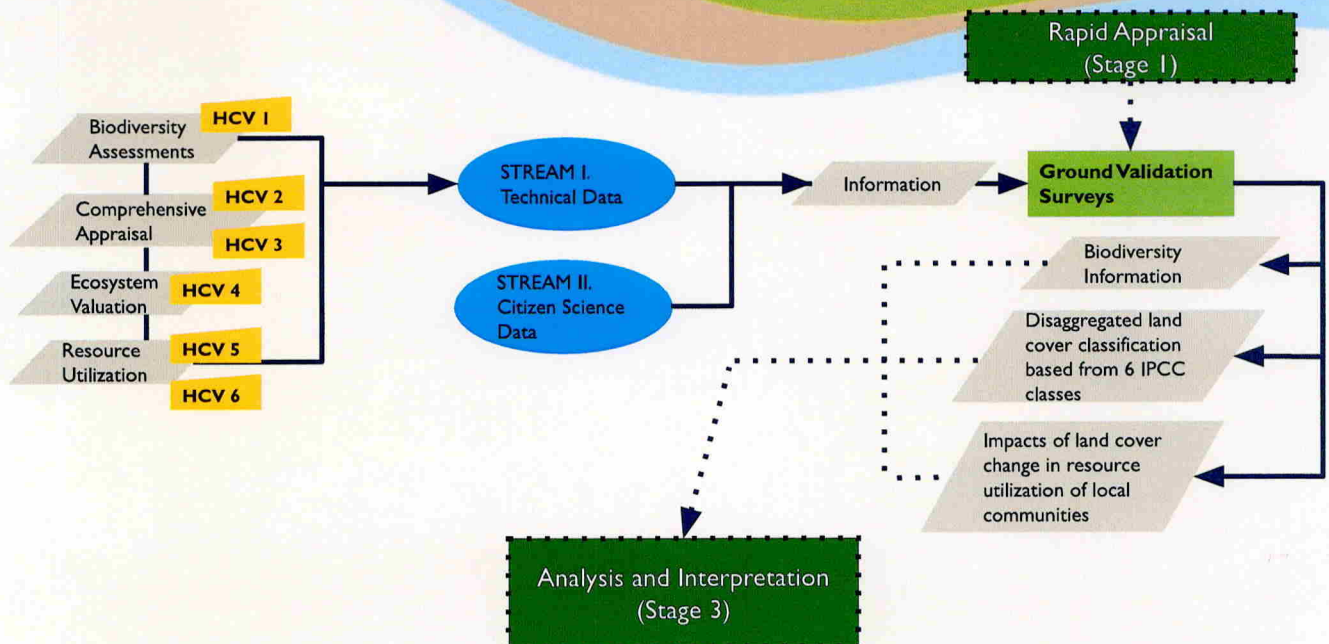 Rapid Appraisal
(Stage 1)
Biodiversity
Assessments
HCV 1
Comprehensive
Appraisal
HCV 2
HCV 3
Ecosystem
Valuation
HCV 4
Resource
Utilization
HCV 5
HCV 6
STREAM I.
Technical Data
STREAM II.
Citizen Science
Data
Information
Ground Validation
Surveys
Biodiversity
Information
Disaggregated land
cover classification
based from 6 IPCC
classes
Impacts of land cover
change in resource
utilization of local
communities
Analysis and Interpretation
(Stage 3)